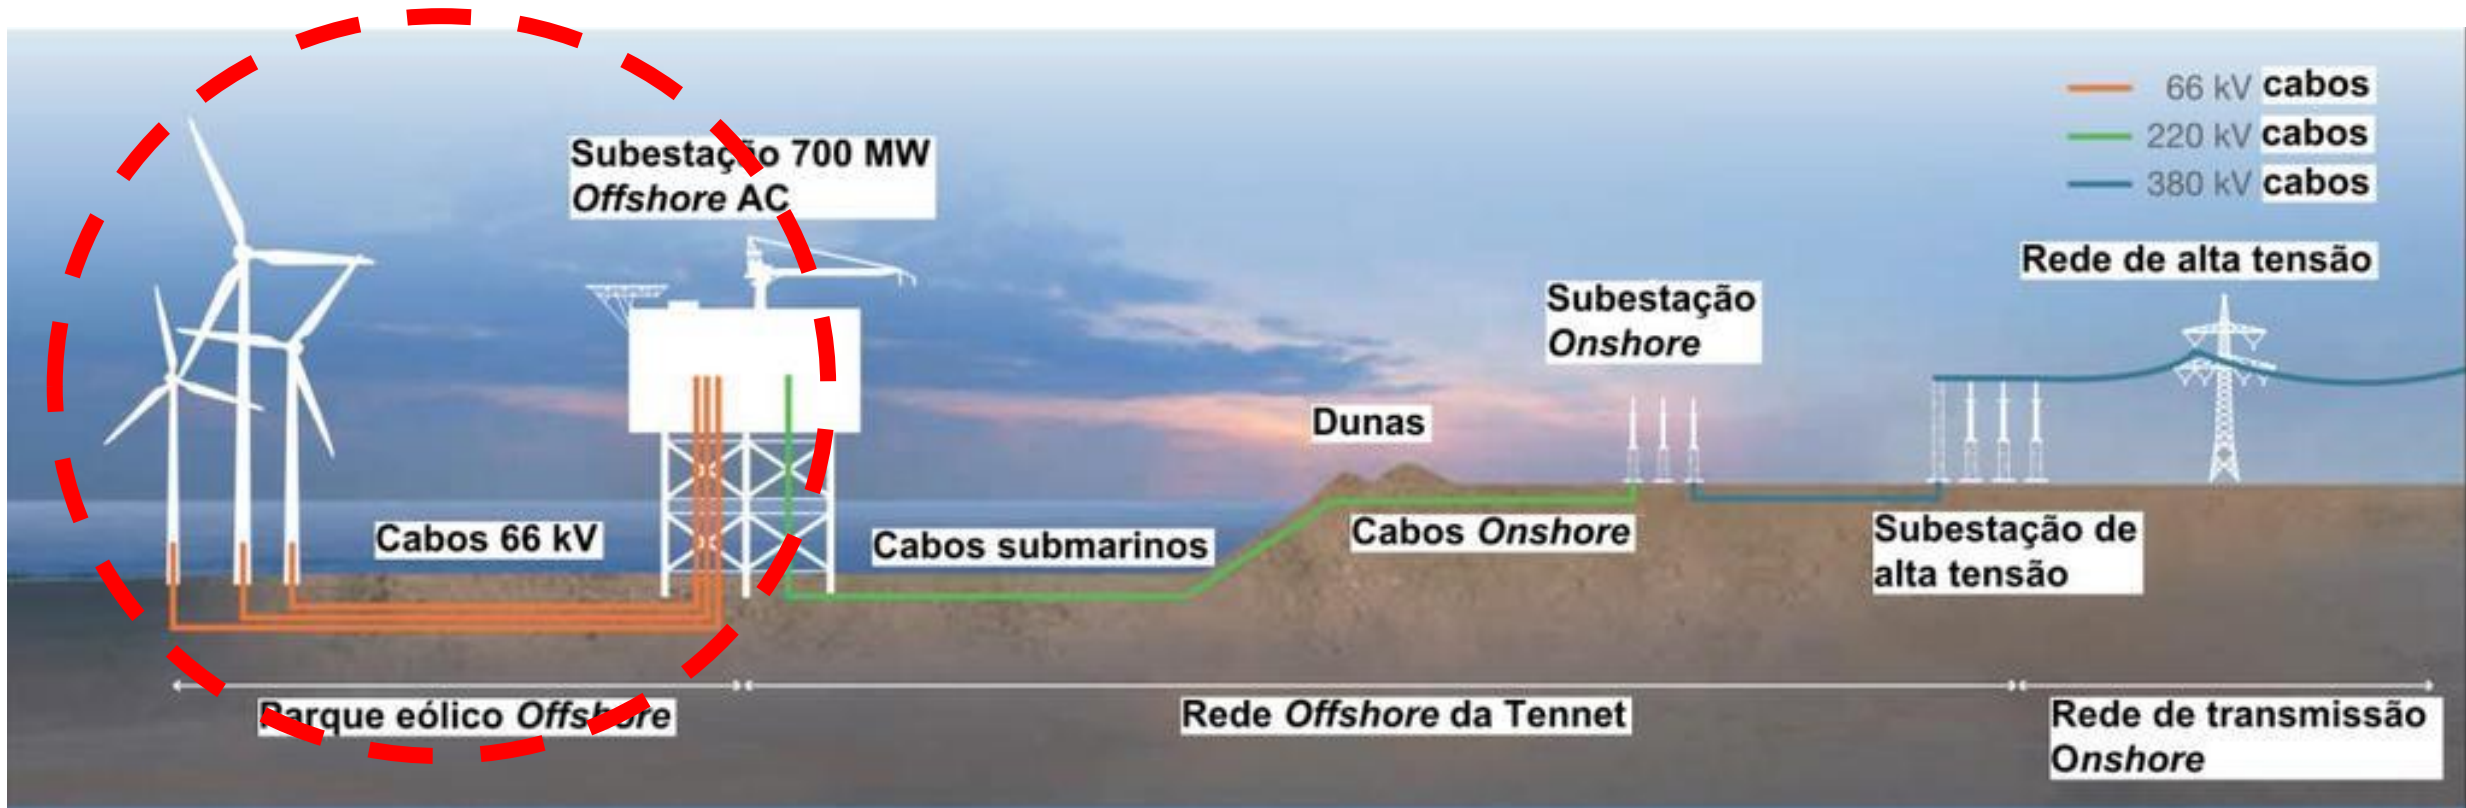 66 kV cabos
220 kV cabos
380 kV cabos
Subestação 700 MW
Offshore AC
Rede de alta tensão
Subestação
Onshore
Dunas
Cabos 66 kV
Cabos submarinos
Cabos Onshore
Subestação de
alta tensão
Parque eólico Offshore
Rede Offshore da Tennet
Rede de transmissão
Onshore